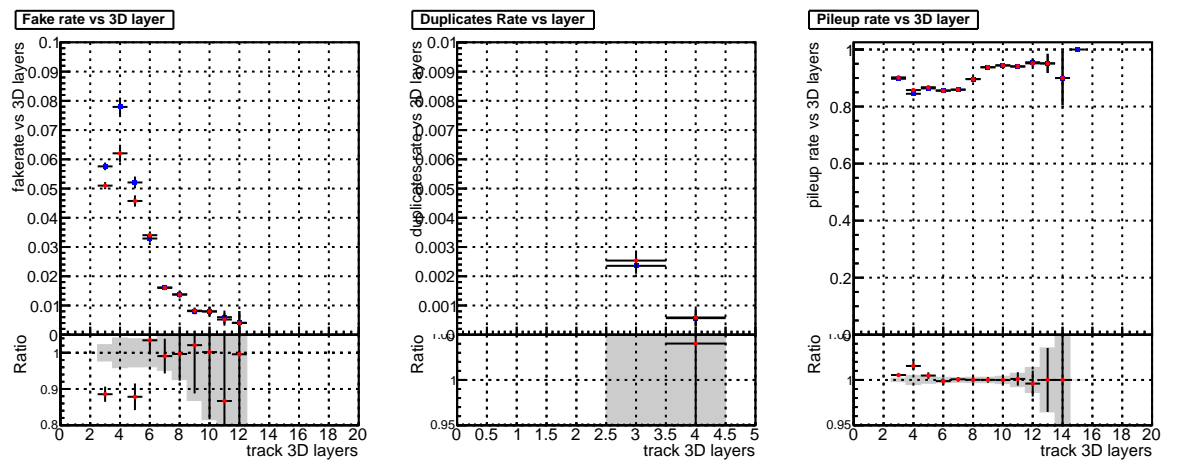 Fake rate vs 3D layer
fakerate vs 3D layers
0.1
0.09
0.08
0.07
0.06
0.05
0.04
0.03
0.02
0.01
0
Ratio
1
0.9
0.8
0 2 4 6 8 10 12 14 16 18 20
track 3D layers
Duplicates Rate vs layer
duplicates rate vs 3D layers
0.01
0.009
0.008
0.007
0.006
0.005
0.004
0.003
0.002
0.001
Ratio
1
0.95
0 0.5 1 1.5 2 2.5 3 3.5 4 4.5 5
track 3D layers
Pileup rate vs 3D layer
pileup rate vs 3D layers
1
0.8
0.6
0.4
0.2
0
Ratio
1
0.95
0 2 4 6 8 10 12 14 16 18 20
track 3D layers